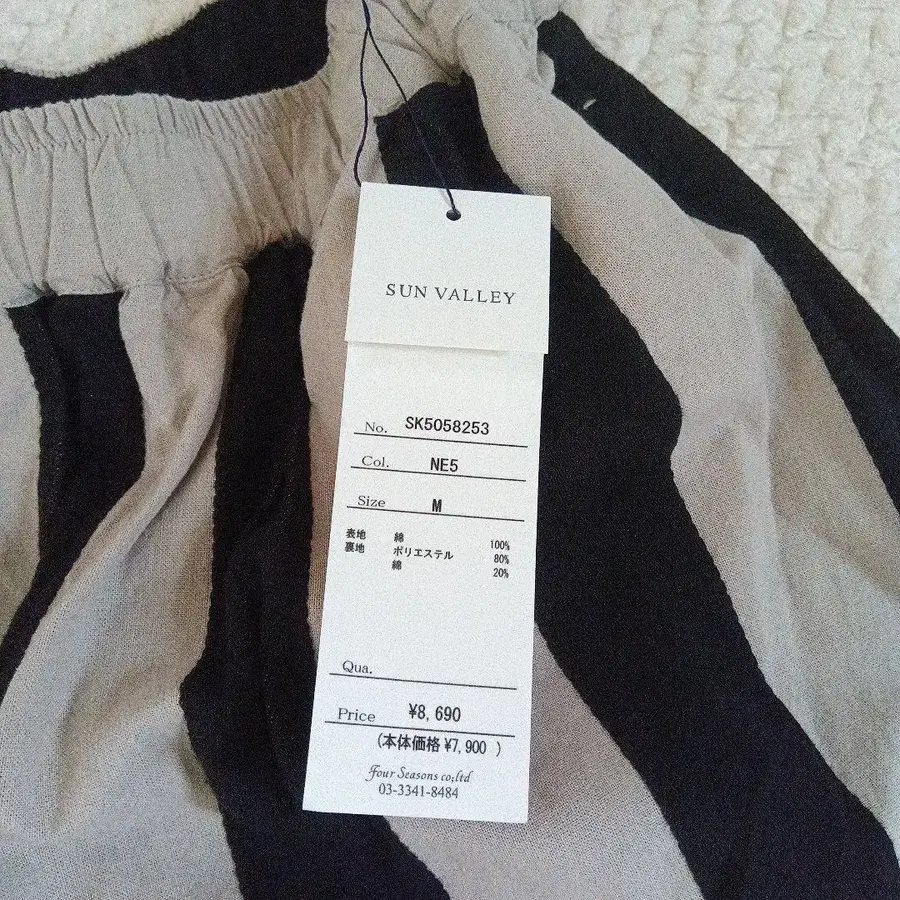 SUN VALLEY
No. SK5058253
Col. NE5
Size M
表地 綿 100%
裏地 ポリエステル 80%
綿 20%
Qua.
Price ¥8,690
(本体価格 ¥7,900 )
Four Seasons co;ltd
03-3341-8484